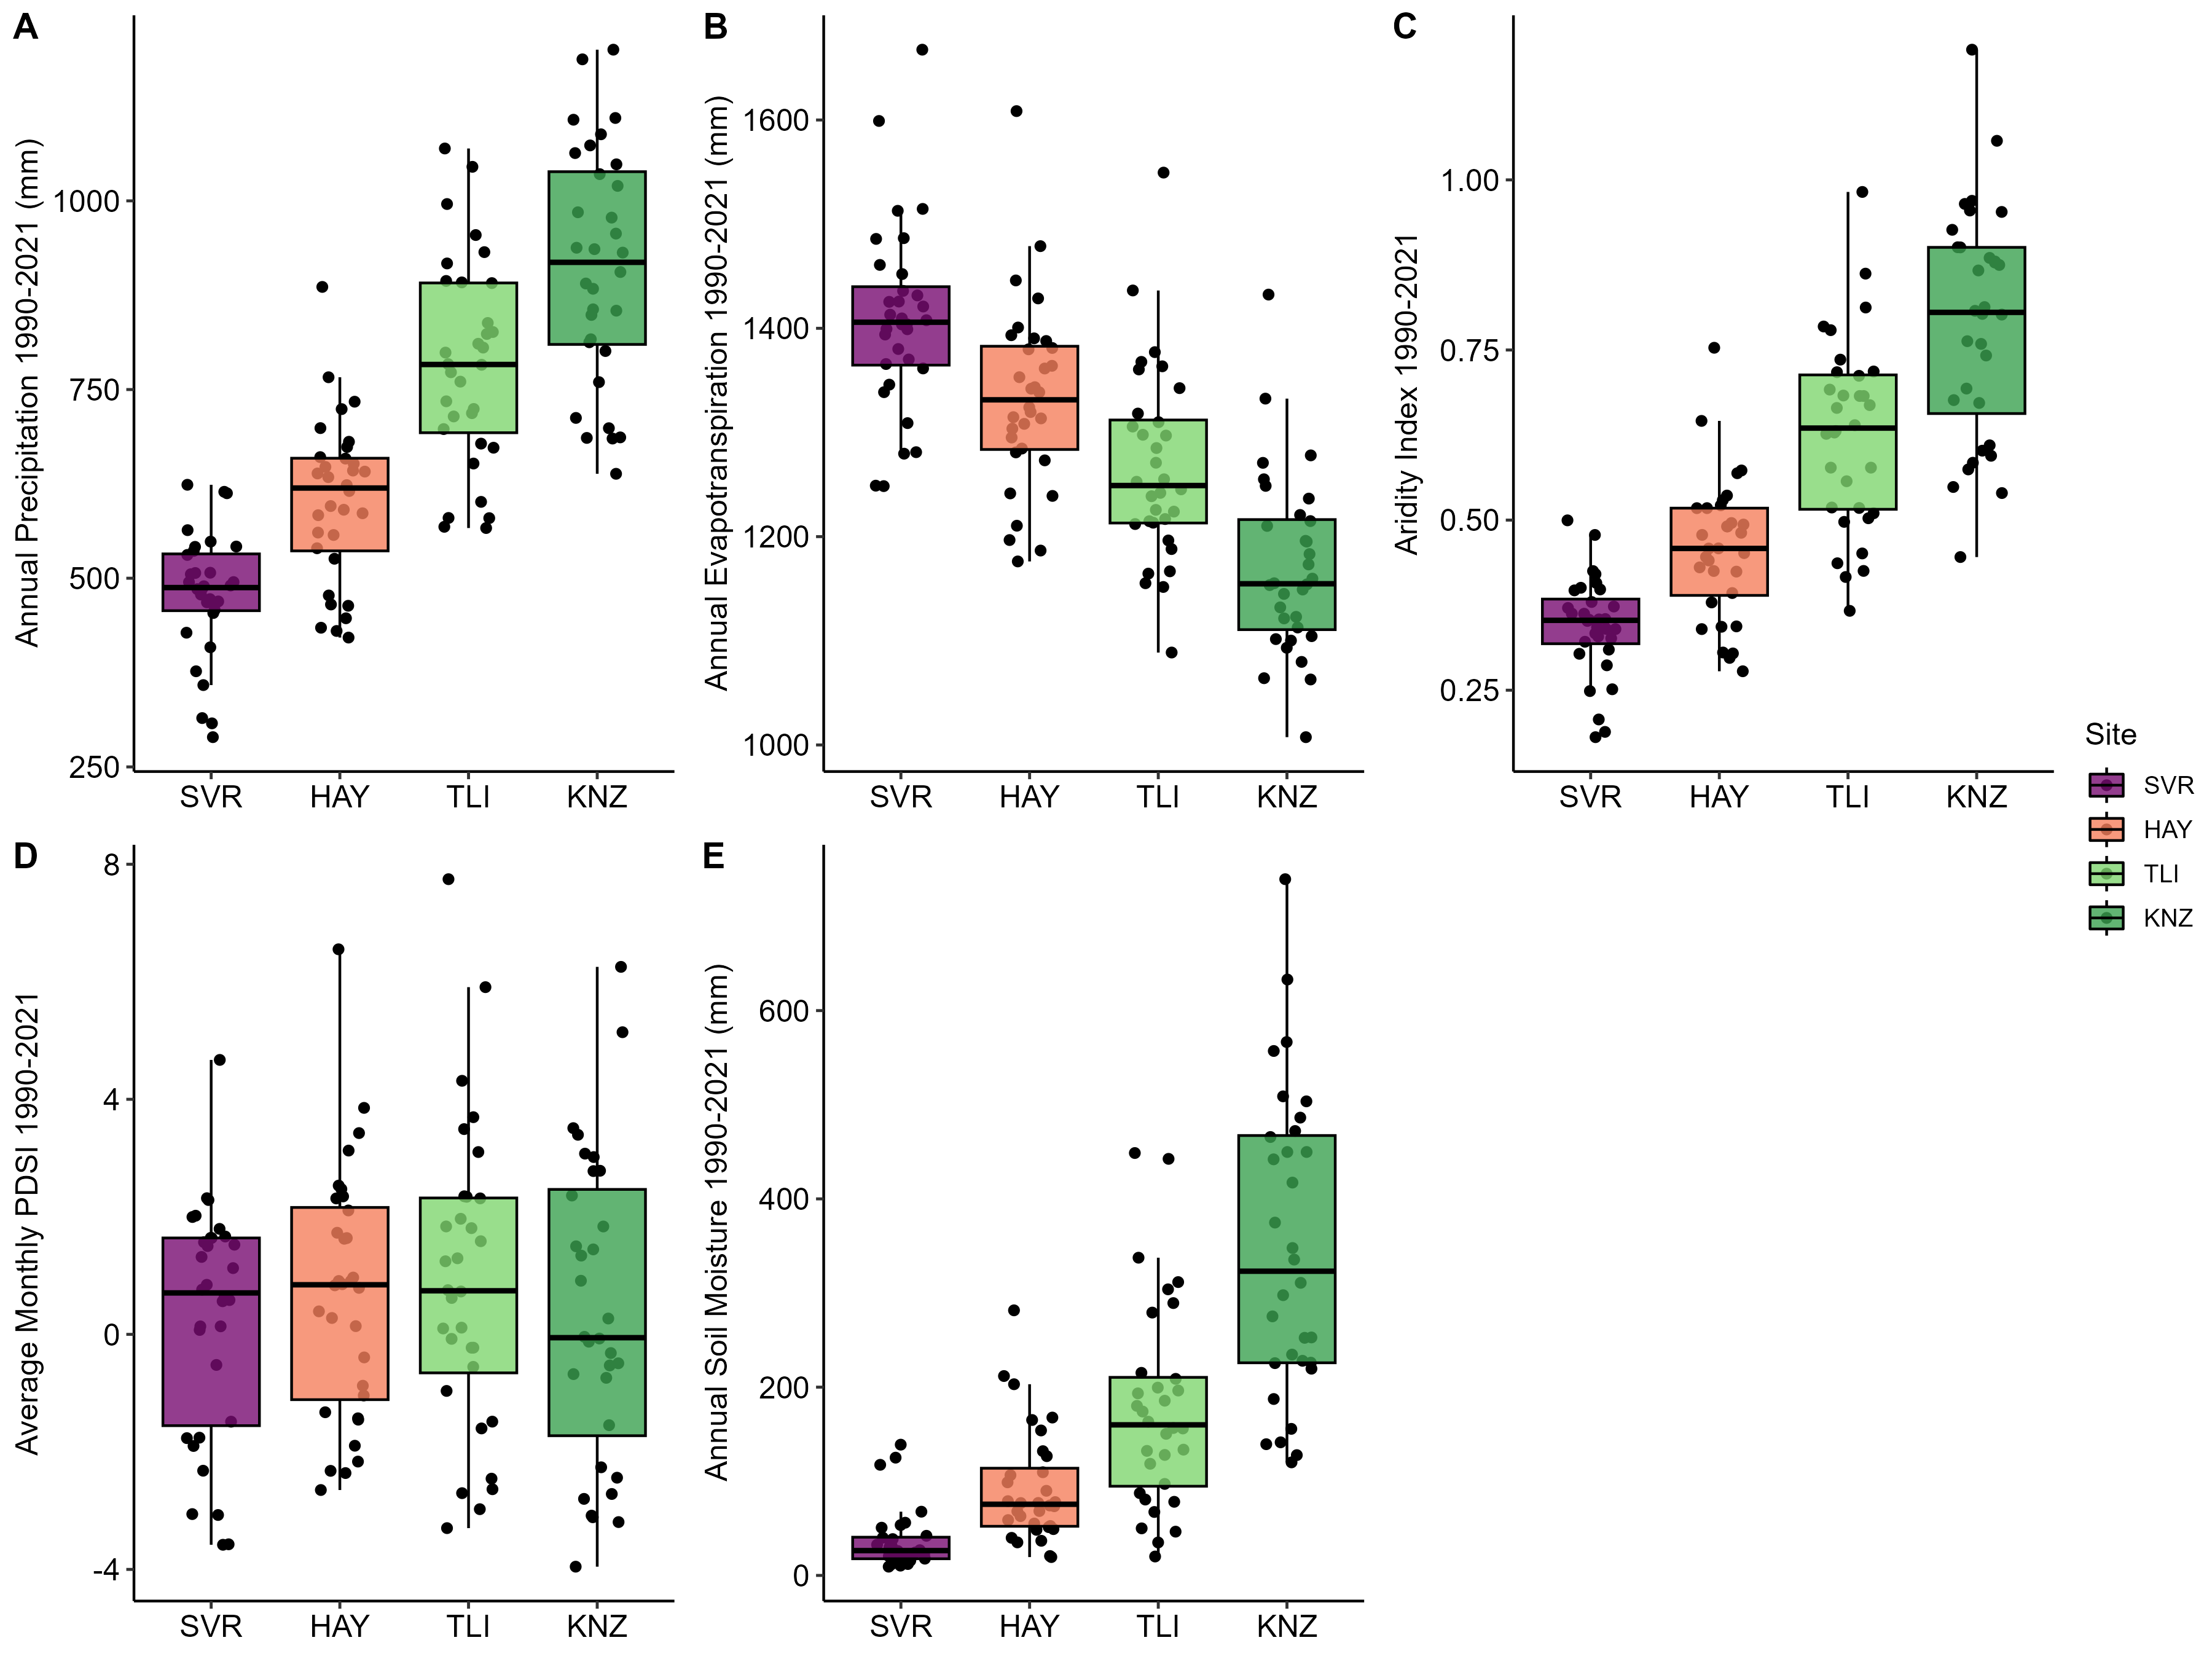 A
Annual Precipitation 1990-2021 (mm)
1000
750
500
250
SVR HAY TLI KNZ
B
Annual Evapotranspiration 1990-2021 (mm)
1600
1400
1200
1000
SVR HAY TLI KNZ
C
Aridity Index 1990-2021
1.00
0.75
0.50
0.25
SVR HAY TLI KNZ
Site
SVR
HAY
TLI
KNZ
D
Average Monthly PDSI 1990-2021
8
4
0
-4
SVR HAY TLI KNZ
E
Annual Soil Moisture 1990-2021 (mm)
600
400
200
0
SVR HAY TLI KNZ